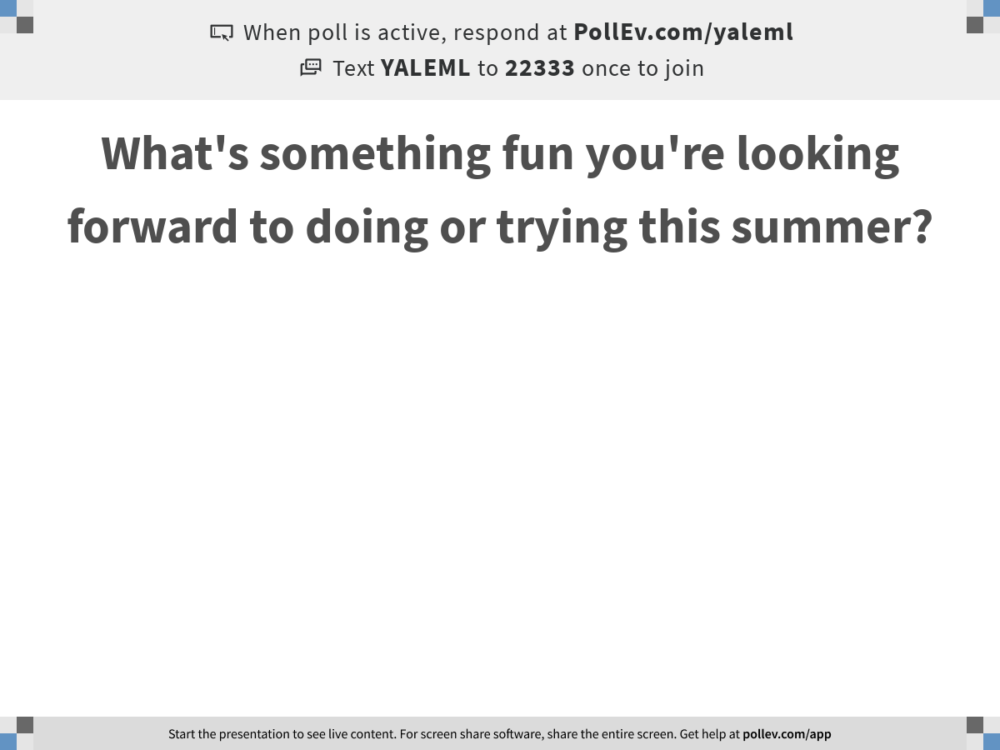 When poll is active, respond at PollEv.com/yaleml
Text YALEML to 22333 once to join
What's something fun you're looking
forward to doing or trying this summer?
Start the presentation to see live content. For screen share software, share the entire screen. Get help at pollev.com/app